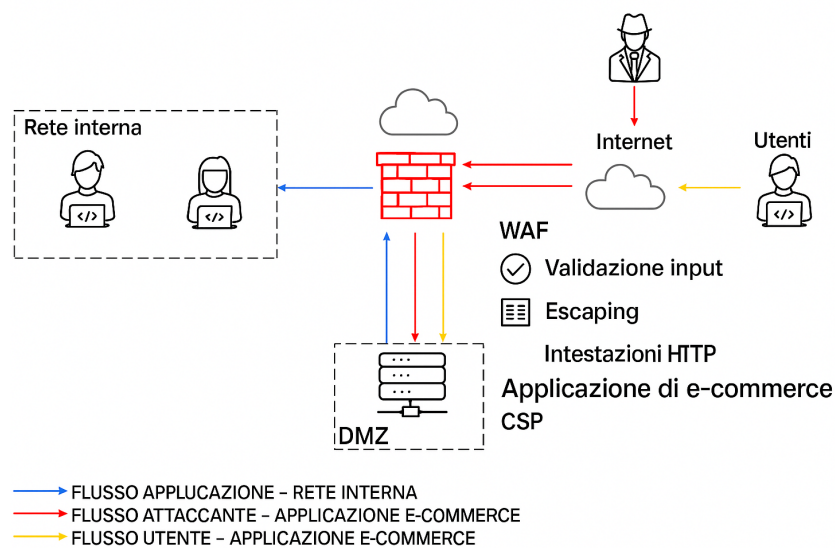 Rete interna
Internet
Utenti
</>
</>
</>
WAF
Validazione input
Escaping
Intestazioni HTTP
Applicazione di e-commerce
CSP
DMZ
FLUSSO APPLUCAZIONE – RETE INTERNA
FLUSSO ATTACCANTE – APPLICAZIONE E-COMMERCE
FLUSSO UTENTE – APPLICAZIONE E-COMMERCE